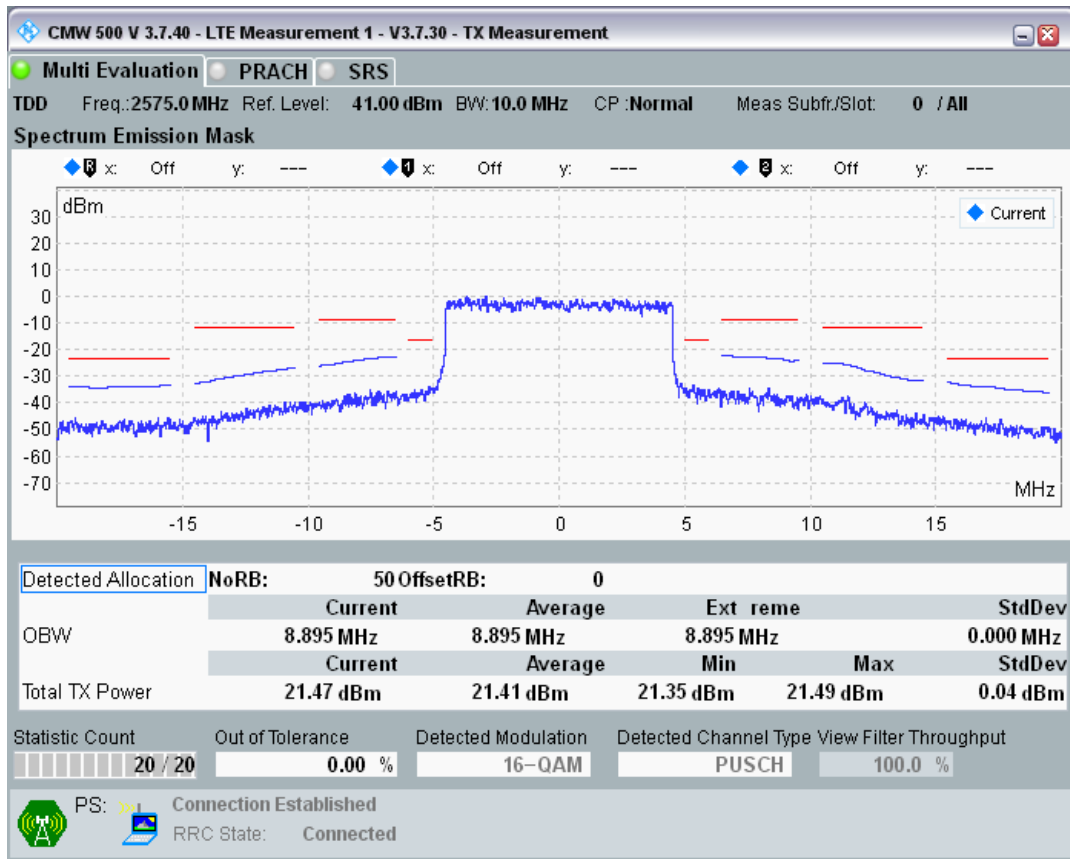 CMW 500 V 3.7.40 - LTE Measurement 1 - V3.7.30 - TX Measurement
Multi Evaluation PRACH SRS
TDD Freq.:2575.0 MHz Ref. Level: 41.00 dBm BW:10.0 MHz CP :Normal Meas Subfr./Slot: 0 / All
Spectrum Emission Mask
R x: Off y: --- 1 x: Off y: --- 2 x: Off y: ---
dBm
Current
30
20
10
0
-10
-20
-30
-40
-50
-60
-70
MHz
-15 -10 -5 0 5 10 15
Detected Allocation NoRB: 50 OffsetRB: 0
Current Average Ext reme StdDev
OBW 8.895 MHz 8.895 MHz 8.895 MHz 0.000 MHz
Current Average Min Max StdDev
Total TX Power 21.47 dBm 21.41 dBm 21.35 dBm 21.49 dBm 0.04 dBm
Statistic Count Out of Tolerance Detected Modulation Detected Channel Type View Filter Throughput
20 / 20 0.00 % 16-QAM PUSCH 100.0 %
PS: Connection Established
RRC State: Connected